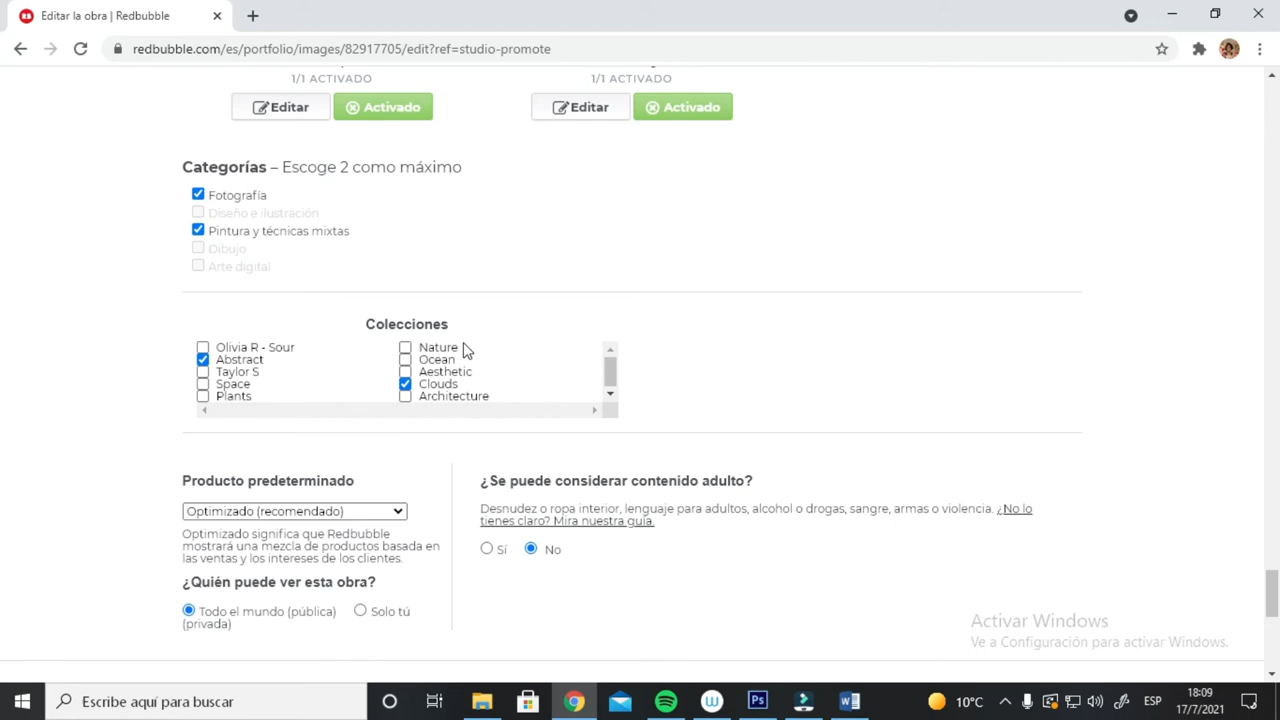 Editar la obra | Redbubble
redbubble.com/es/portfolio/images/82917705/edit?ref=studio-promote
1/1 ACTIVADO 1/1 ACTIVADO
Editar Activado Editar Activado
Categorías – Escoge 2 como máximo
Fotografía
Diseño e ilustración
Pintura y técnicas mixtas
Dibujo
Arte digital
Colecciones
Olivia R - Sour Nature
Abstract Ocean
Taylor S Aesthetic
Space Clouds
Plants Architecture
Producto predeterminado
Optimizado (recomendado)
Optimizado significa que Redbubble
mostrará una mezcla de productos basada en
las ventas y los intereses de los clientes.
¿Quién puede ver esta obra?
Todo el mundo (pública) Solo tú
(privada)
¿Se puede considerar contenido adulto?
Desnudez o ropa interior, lenguaje para adultos, alcohol o drogas, sangre, armas o violencia. ¿No lo
tienes claro? Mira nuestra guía.
Sí No
Activar Windows
Ve a Configuración para activar Windows.
Escribe aquí para buscar
10°C
ESP
18:09
17/7/2021